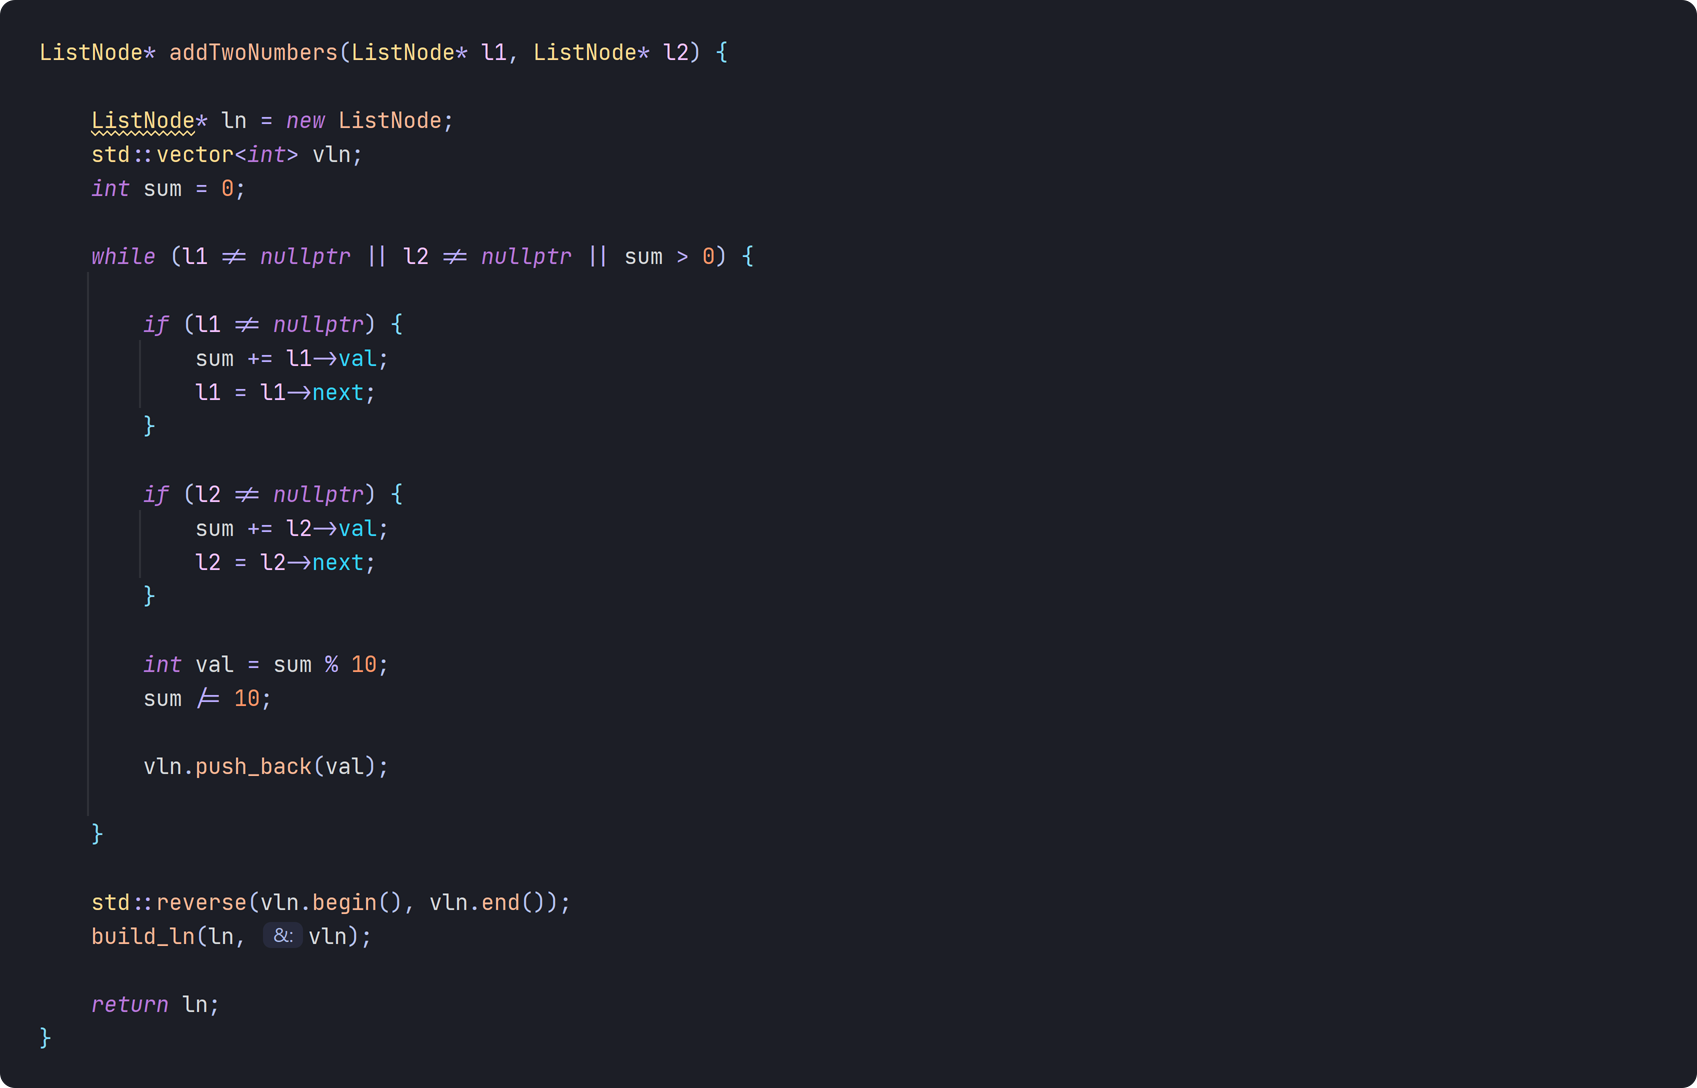 ListNode* addTwoNumbers(ListNode* l1, ListNode* l2) {
ListNode* ln = new ListNode;
std::vector<int> vln;
int sum = 0;
while (l1 != nullptr || l2 != nullptr || sum > 0) {
if (l1 != nullptr) {
sum += l1->val;
l1 = l1->next;
}
if (l2 != nullptr) {
sum += l2->val;
l2 = l2->next;
}
int val = sum % 10;
sum /= 10;
vln.push_back(val);
}
std::reverse(vln.begin(), vln.end());
build_ln(ln, &: vln);
return ln;
}